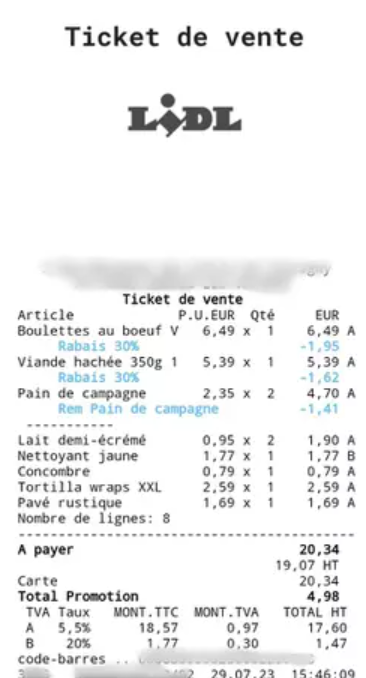 Ticket de vente
LIDL
Ticket de vente
Article P.U.EUR Qté EUR
Boulettes au boeuf V 6,49 x 1 6,49 A
Rabais 30% -1,95
Viande hachée 350g 1 5,39 x 1 5,39 A
Rabais 30% -1,62
Pain de campagne 2,35 x 2 4,70 A
Rem Pain de campagne -1,41
-----------
Lait demi-écrémé 0,95 x 2 1,90 A
Nettoyant jaune 1,77 x 1 1,77 B
Concombre 0,79 x 1 0,79 A
Tortilla wraps XXL 2,59 x 1 2,59 A
Pavé rustique 1,69 x 1 1,69 A
Nombre de lignes: 8
A payer 20,34
19,07 HT
Carte 20,34
Total Promotion 4,98
TVA Taux MONT.TTC MONT.TVA TOTAL HT
A 5,5% 18,57 0,97 17,60
B 20% 1,77 0,30 1,47
code-barres
29.07.23 15:46:09